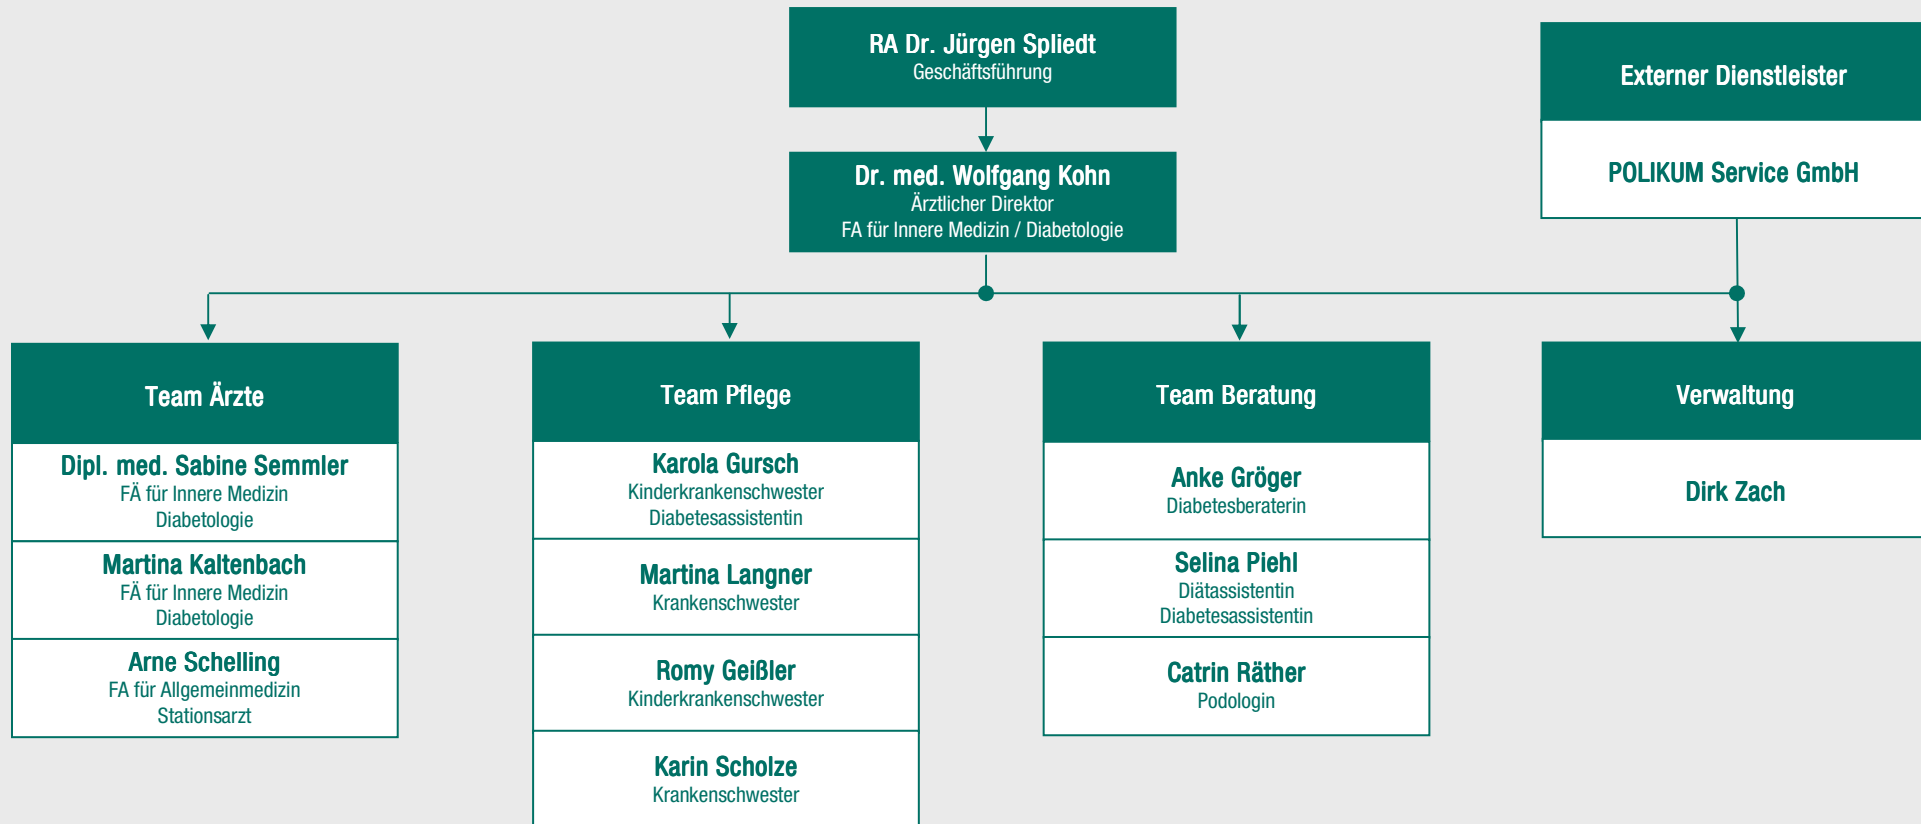 RA Dr. Jürgen Spliedt
Geschäftsführung
Externer Dienstleister
POLIKUM Service GmbH
Dr. med. Wolfgang Kohn
Ärztlicher Direktor
FA für Innere Medizin / Diabetologie
Team Ärzte
Dipl. med. Sabine Semmler
FÄ für Innere Medizin
Diabetologie
Martina Kaltenbach
FÄ für Innere Medizin
Diabetologie
Arne Schelling
FA für Allgemeinmedizin
Stationsarzt
Team Pflege
Karola Gursch
Kinderkrankenschwester
Diabetesassistentin
Martina Langner
Krankenschwester
Romy Geißler
Kinderkrankenschwester
Karin Scholze
Krankenschwester
Team Beratung
Anke Gröger
Diabetesberaterin
Selina Piehl
Diätassistentin
Diabetesassistentin
Catrin Räther
Podologin
Verwaltung
Dirk Zach